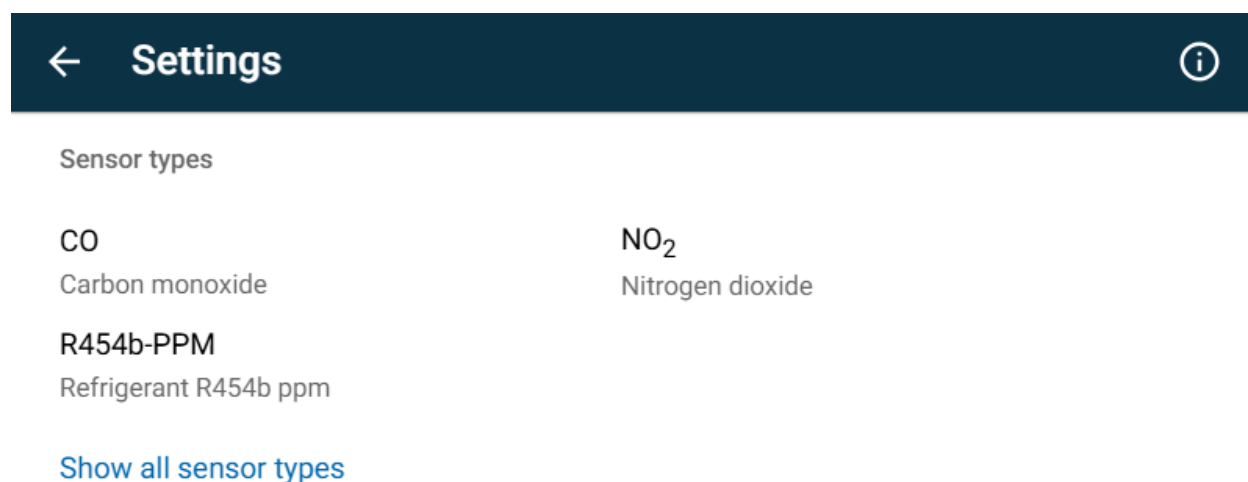 Settings
Sensor types
CO
Carbon monoxide
NO₂
Nitrogen dioxide
R454b-PPM
Refrigerant R454b ppm
Show all sensor types